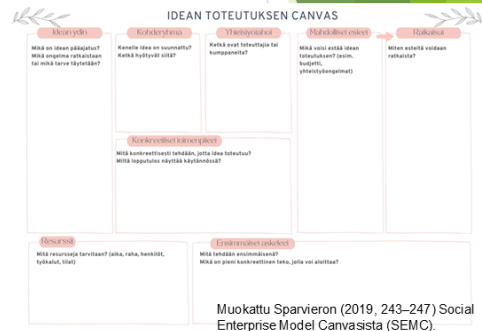 IDEAN TOTEUTUKSEN CANVAS
Idean ydin
Mikä on idean pääajatus?
Mikä ongelma ratkaistaan
tai mikä tarve täytetään?
Kohderyhmä
Kenelle idea on suunnattu?
Ketkä hyötyvät siitä?
Yhteistyötahot
Ketkä ovat toteuttajia tai
kumppaneita?
Mahdolliset esteet
Mikä voisi estää idean
toteutuksen? (esim.
budjetti,
yhteistyöongelmat)
Ratkaisut
Miten esteitä voidaan
ratkaista?
Konkreettiset toimenpiteet
Mitä konkreettisesti tehdään, jotta idea toteutuu?
Miltä lopputulos näyttää käytännössä?
Resurssit
Mitä resursseja tarvitaan? (aika, raha, henkilöt,
työkalut, tilat)
Ensimmäiset askeleet
Mitä tehdään ensimmäisenä?
Mikä on pieni konkreettinen teko, jolla voi aloittaa?
Muokattu Sparvieron (2019, 243–247) Social
Enterprise Model Canvasista (SEMC).